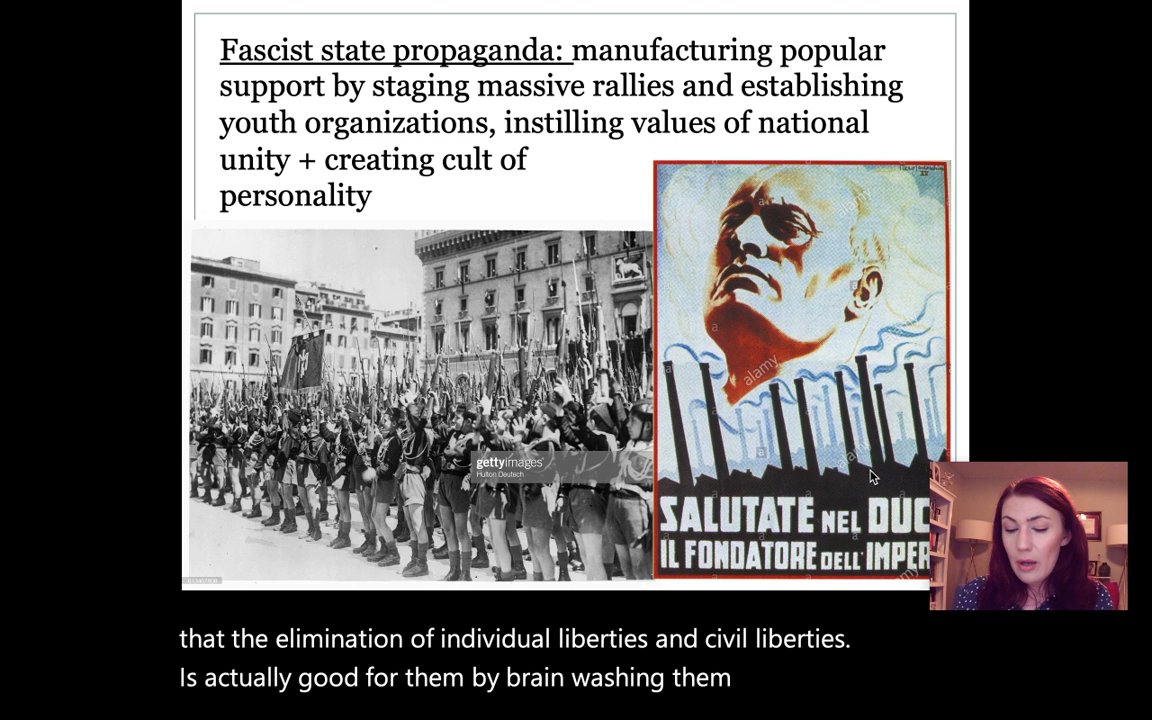 Fascist state propaganda: manufacturing popular
support by staging massive rallies and establishing
youth organizations, instilling values of national
unity + creating cult of
personality
gettyimages
Hulton Deutsch
alamy
SALUTATE NEL DUC
IL FONDATORE DELL'IMPER
that the elimination of individual liberties and civil liberties.
Is actually good for them by brain washing them